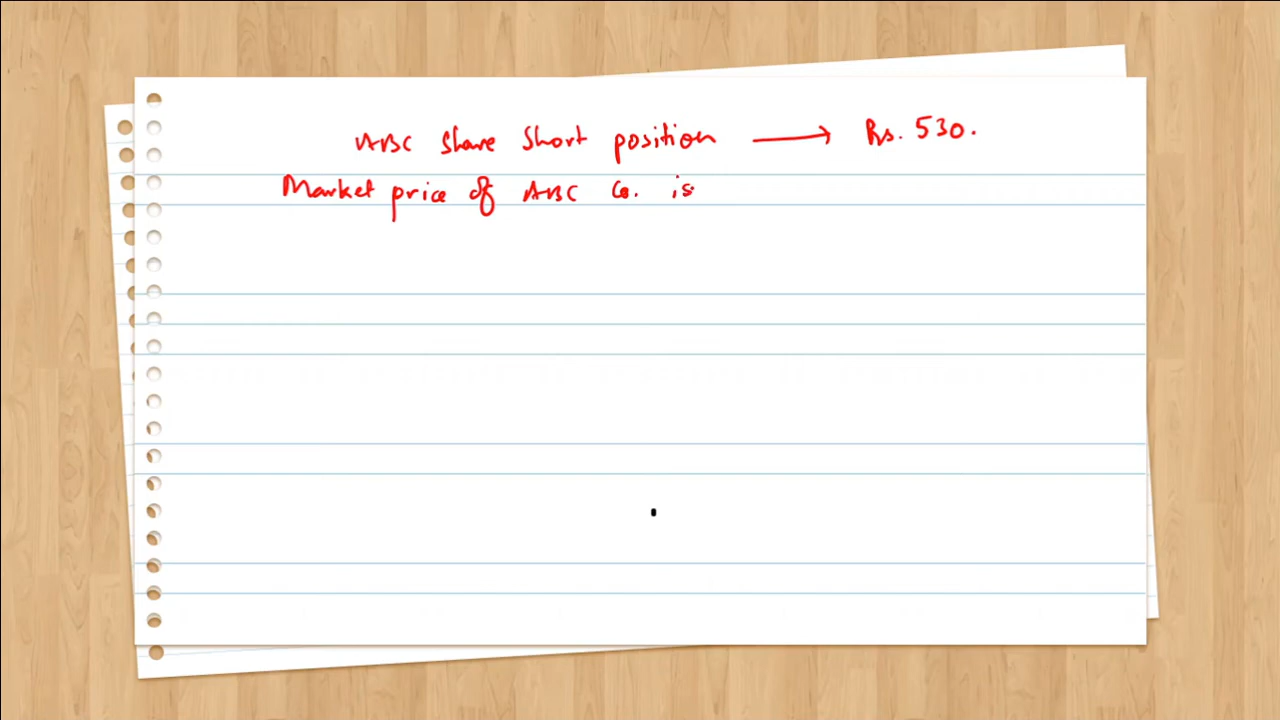 ABC Share Short position → Rs. 530.
Market price of ABC Co. is